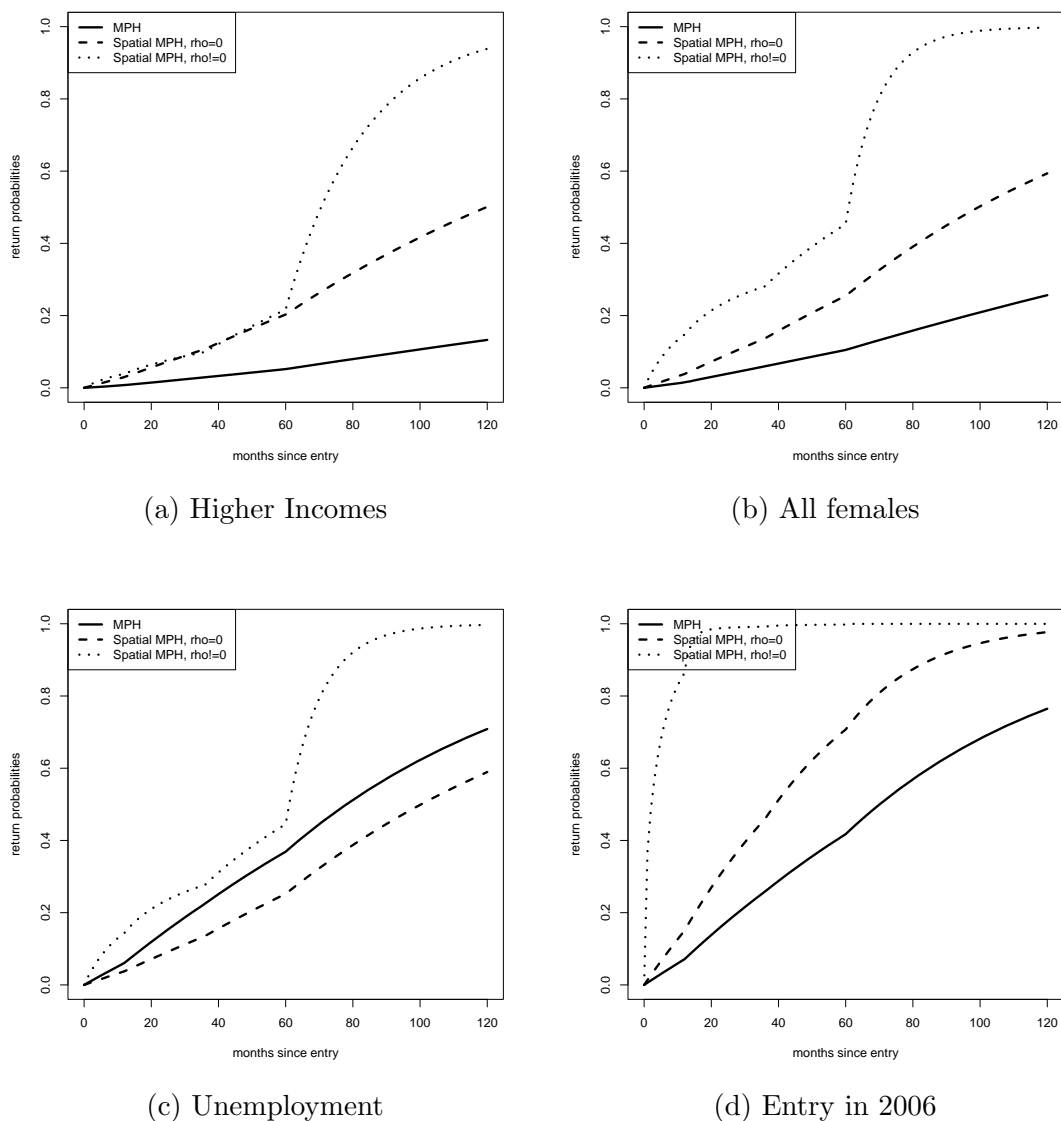 MPH
Spatial MPH, rho=0
Spatial MPH, rho!=0
1.0
0.8
0.6
0.4
0.2
0.0
return probabilities
0 20 40 60 80 100 120
months since entry
(a) Higher Incomes
MPH
Spatial MPH, rho=0
Spatial MPH, rho!=0
1.0
0.8
0.6
0.4
0.2
0.0
return probabilities
0 20 40 60 80 100 120
months since entry
(b) All females
MPH
Spatial MPH, rho=0
Spatial MPH, rho!=0
1.0
0.8
0.6
0.4
0.2
0.0
return probabilities
0 20 40 60 80 100 120
months since entry
(c) Unemployment
MPH
Spatial MPH, rho=0
Spatial MPH, rho!=0
1.0
0.8
0.6
0.4
0.2
0.0
return probabilities
0 20 40 60 80 100 120
months since entry
(d) Entry in 2006